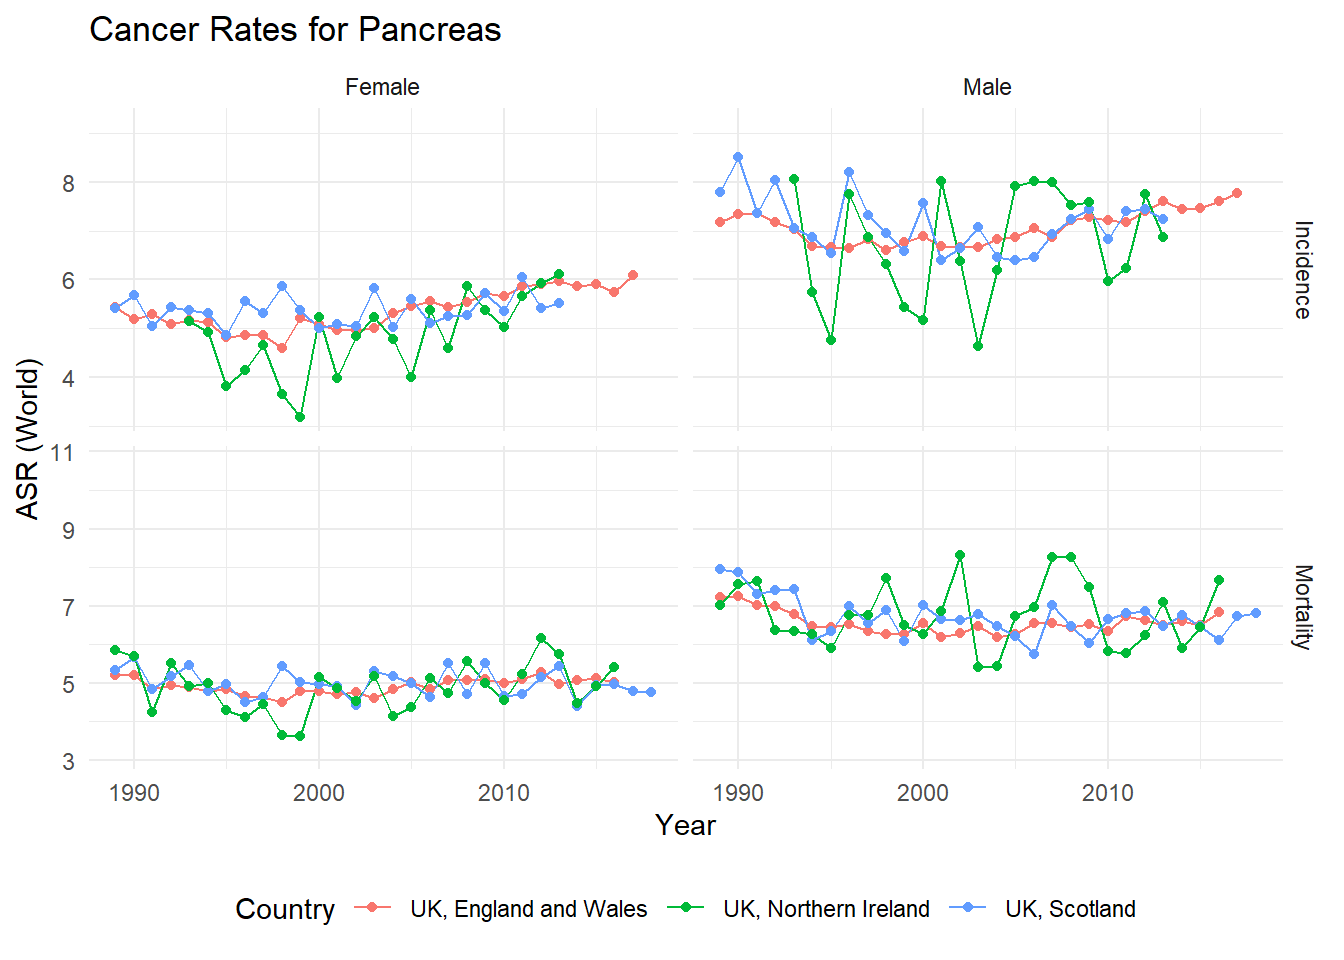 Cancer Rates for Pancreas
Female
Male
8
6
4
Incidence
11
9
7
5
3
Mortality
ASR (World)
1990
2000
2010
1990
2000
2010
Year
Country
UK, England and Wales
UK, Northern Ireland
UK, Scotland